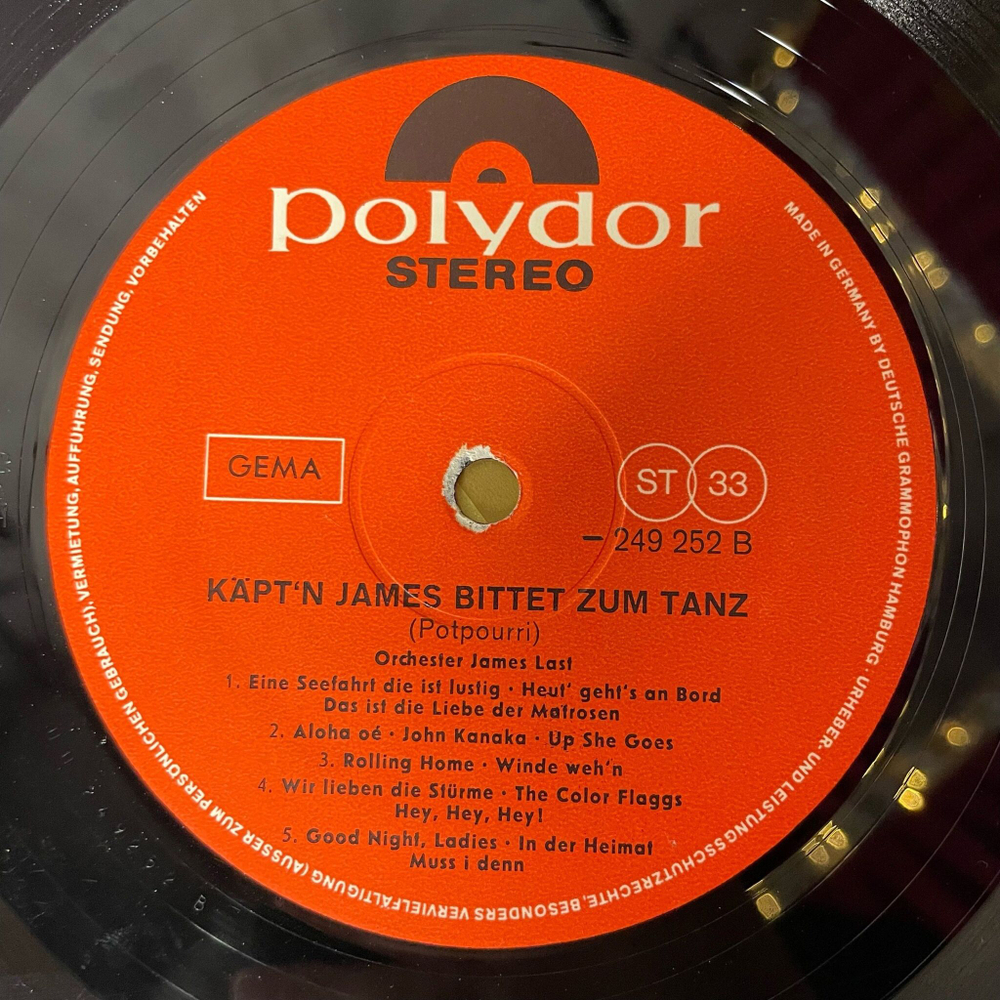 polydor
STEREO
GEMA
ST 33
– 249 252 B
KÄPT'N JAMES BITTET ZUM TANZ
(Potpourri)
Orchester James Last
1. Eine Seefahrt die ist lustig · Heut' geht's an Bord
Das ist die Liebe der Matrosen
2. Aloha oé · John Kanaka · Up She Goes
3. Rolling Home · Winde weh'n
4. Wir lieben die Stürme · The Color Flaggs
Hey, Hey, Hey!
5. Good Night, Ladies · In der Heimat
Muss i denn
MADE IN GERMANY BY DEUTSCHE GRAMMOPHON HAMBURG · URHEBER- UND LEISTUNGSSCHUTZRECHTE, BESONDERS VERVIELFÄLTIGUNG (AUSSER ZUM PERSÖNLICHEN GEBRAUCH), VERMIETUNG, AUFFÜHRUNG, SENDUNG, VORBEHALTEN